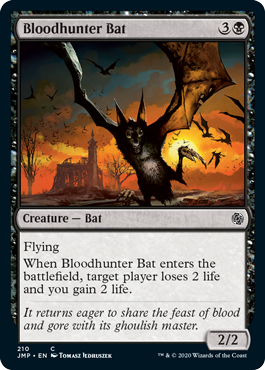 Bloodhunter Bat 3
Creature — Bat
Flying
When Bloodhunter Bat enters the
battlefield, target player loses 2 life
and you gain 2 life.
It returns eager to share the feast of blood
and gore with its ghoulish master.
2/2
210 C
JMP • EN Tomasz Jedruszek
™ & © 2020 Wizards of the Coast